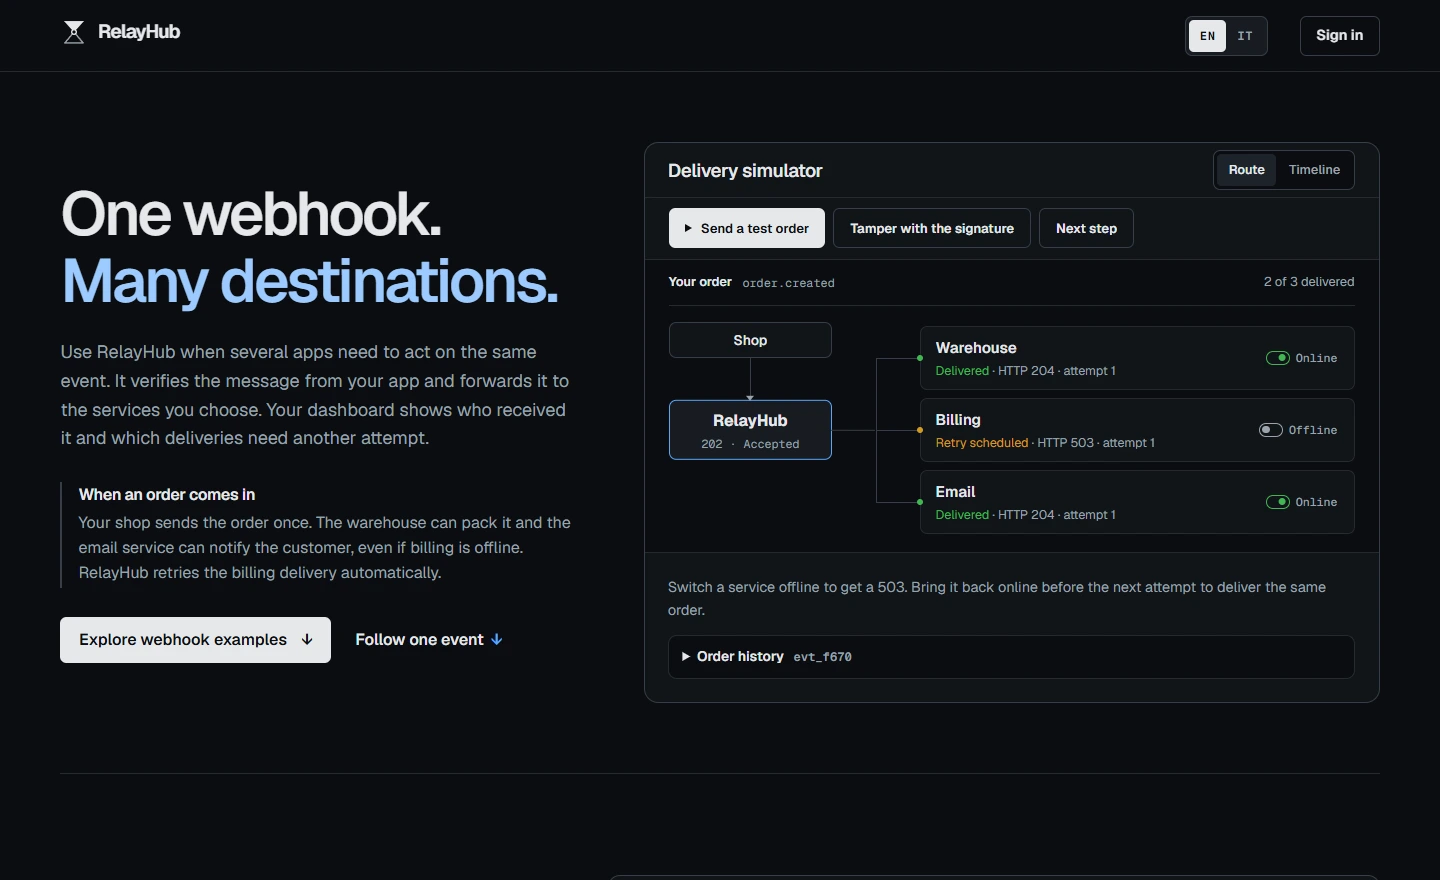 RelayHub
EN IT
Sign in
One webhook.
Many destinations.
Use RelayHub when several apps need to act on the same
event. It verifies the message from your app and forwards it to
the services you choose. Your dashboard shows who received
it and which deliveries need another attempt.
When an order comes in
Your shop sends the order once. The warehouse can pack it and the
email service can notify the customer, even if billing is offline.
RelayHub retries the billing delivery automatically.
Explore webhook examples ↓
Follow one event ↓
Delivery simulator
Route Timeline
▶ Send a test order
Tamper with the signature
Next step
Your order order.created
2 of 3 delivered
Shop
RelayHub
202 · Accepted
Warehouse
Delivered · HTTP 204 · attempt 1
Online
Billing
Retry scheduled · HTTP 503 · attempt 1
Offline
Email
Delivered · HTTP 204 · attempt 1
Online
Switch a service offline to get a 503. Bring it back online before the next attempt to deliver the same
order.
▶ Order history evt_f670